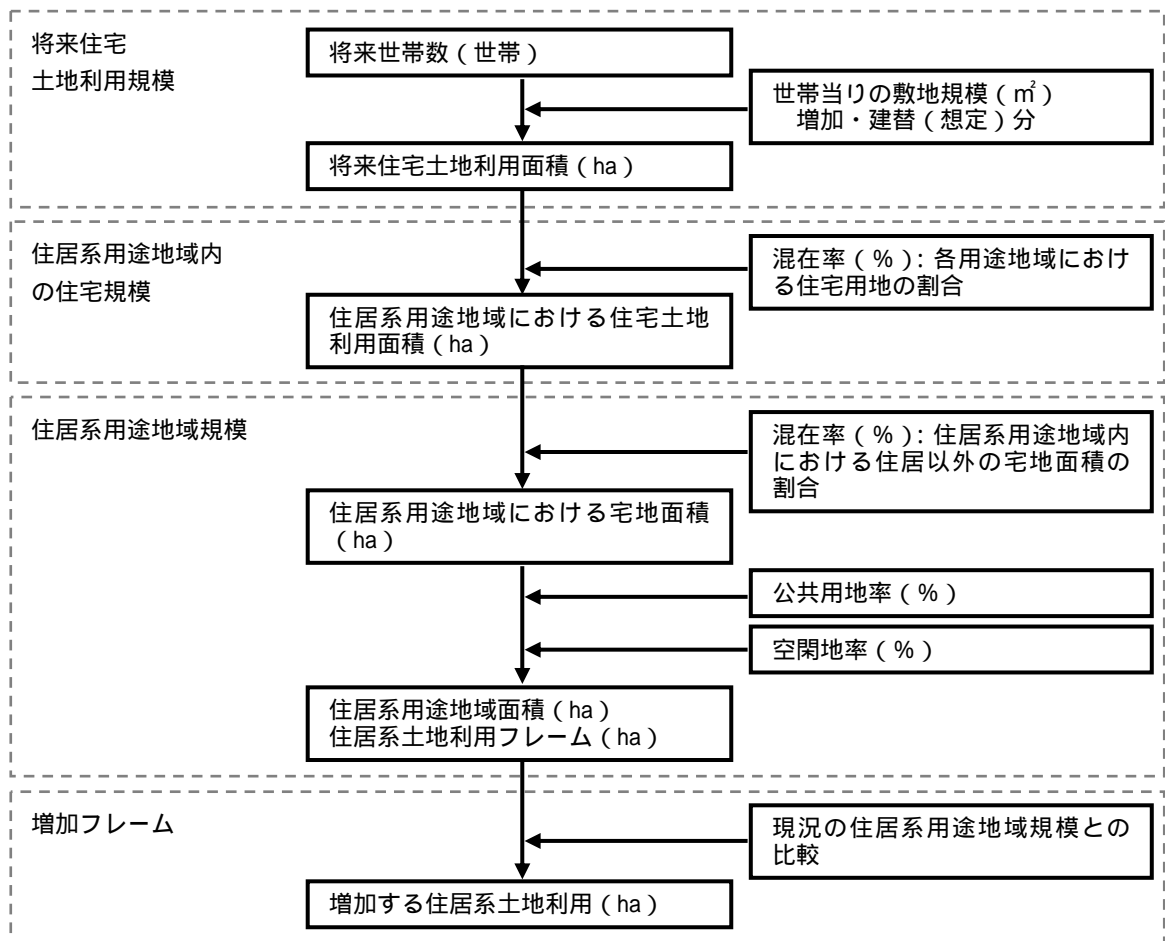 将来住宅
土地利用規模
将来世帯数（世帯）
世帯当りの敷地規模（㎡）
増加・建替（想定）分
将来住宅土地利用面積（ha）
住居系用途地域内
の住宅規模
混在率（％）：各用途地域におけ
る住宅用地の割合
住居系用途地域における住宅土地
利用面積（ha）
住居系用途地域規模
混在率（％）：住居系用途地域内
における住居以外の宅地面積の
割合
住居系用途地域における宅地面積
（ha）
公共用地率（％）
空閑地率（％）
住居系用途地域面積（ha）
住居系土地利用フレーム（ha）
増加フレーム
現況の住居系用途地域規模との
比較
増加する住居系土地利用（ha）